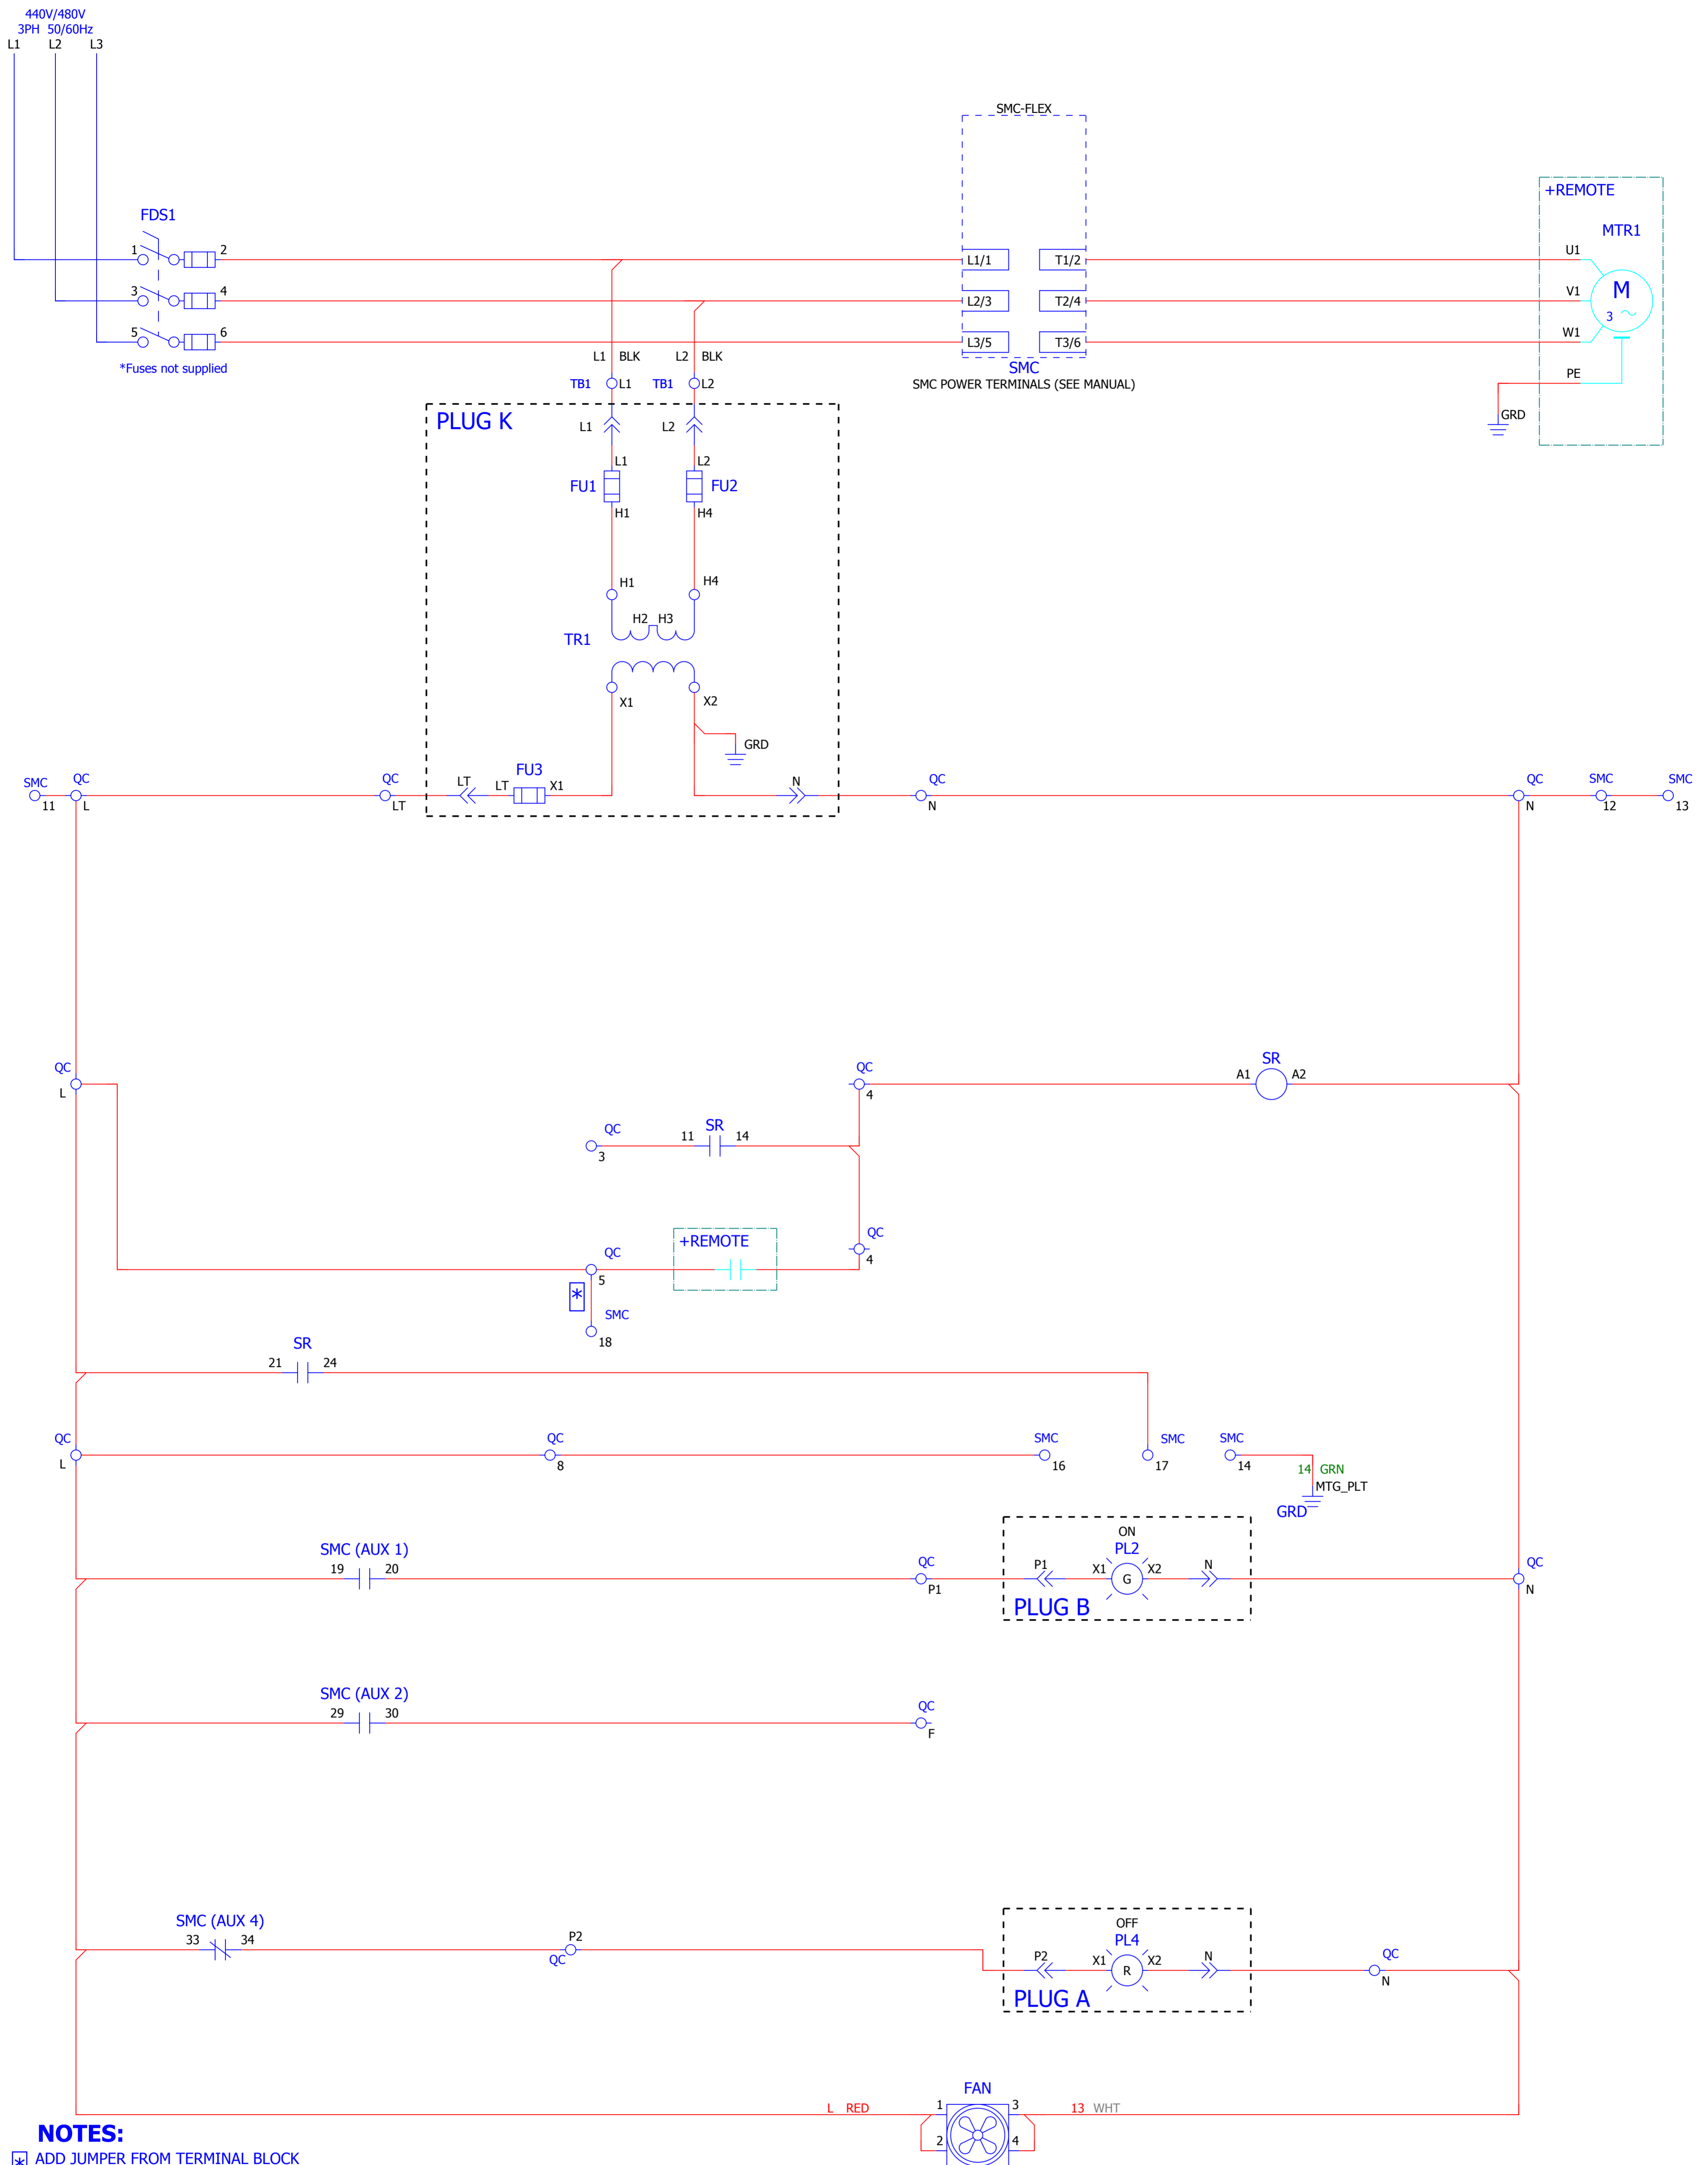 440V/480V
3PH 50/60Hz
L1 L2 L3
SMC-FLEX
+REMOTE
FDS1
MTR1
1 2
L1/1 T1/2
U1
3 4
L2/3 T2/4
V1
M
3
5 6
L3/5 T3/6
W1
*Fuses not supplied
L1 BLK L2 BLK
SMC
SMC POWER TERMINALS (SEE MANUAL)
PE
GRD
TB1 L1 TB1 L2
PLUG K
L1 L2
L1 L2
FU1 FU2
H1 H4
H1 H4
H2 H3
TR1
X1 X2
GRD
SMC QC QC
LT LT FU3 X1
N
QC
QC SMC SMC
11 L LT
N
N 12 13
QC
L
QC
4
SR
A1 A2
QC
3
11 SR 14
QC
5
+REMOTE
QC
4
*
SMC
18
SR
21 24
QC
L
QC
8
SMC
16
SMC
17
SMC
14
14 GRN
MTG_PLT
GRD
SMC (AUX 1)
19 20
QC
P1
ON
PL2
P1 X1 G X2 N
PLUG B
QC
N
SMC (AUX 2)
29 30
QC
F
SMC (AUX 4)
33 34
P2
QC
OFF
PL4
P2 X1 R X2 N
PLUG A
QC
N
FAN
L RED 1 3 13 WHT
2 4
NOTES:
* ADD JUMPER FROM TERMINAL BLOCK